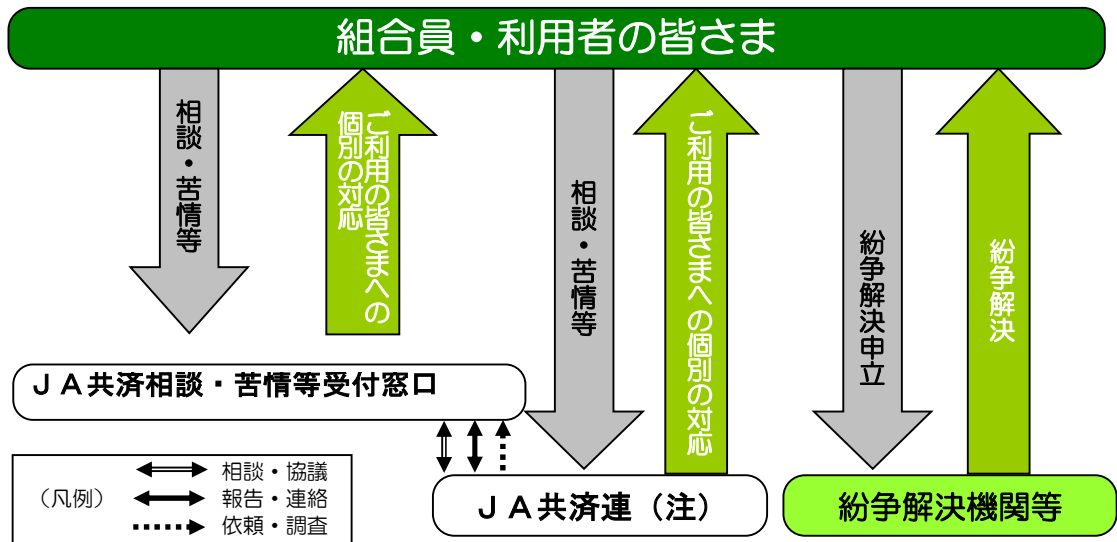 組合員・利用者の皆さま
相談・苦情等
ご利用の皆さまへの
個別の対応
相談・苦情等
ご利用の皆さまへの個別の対応
紛争解決申立
紛争解決
ＪＡ共済相談・苦情等受付窓口
（凡例）
相談・協議
報告・連絡
依頼・調査
ＪＡ共済連（注）
紛争解決機関等